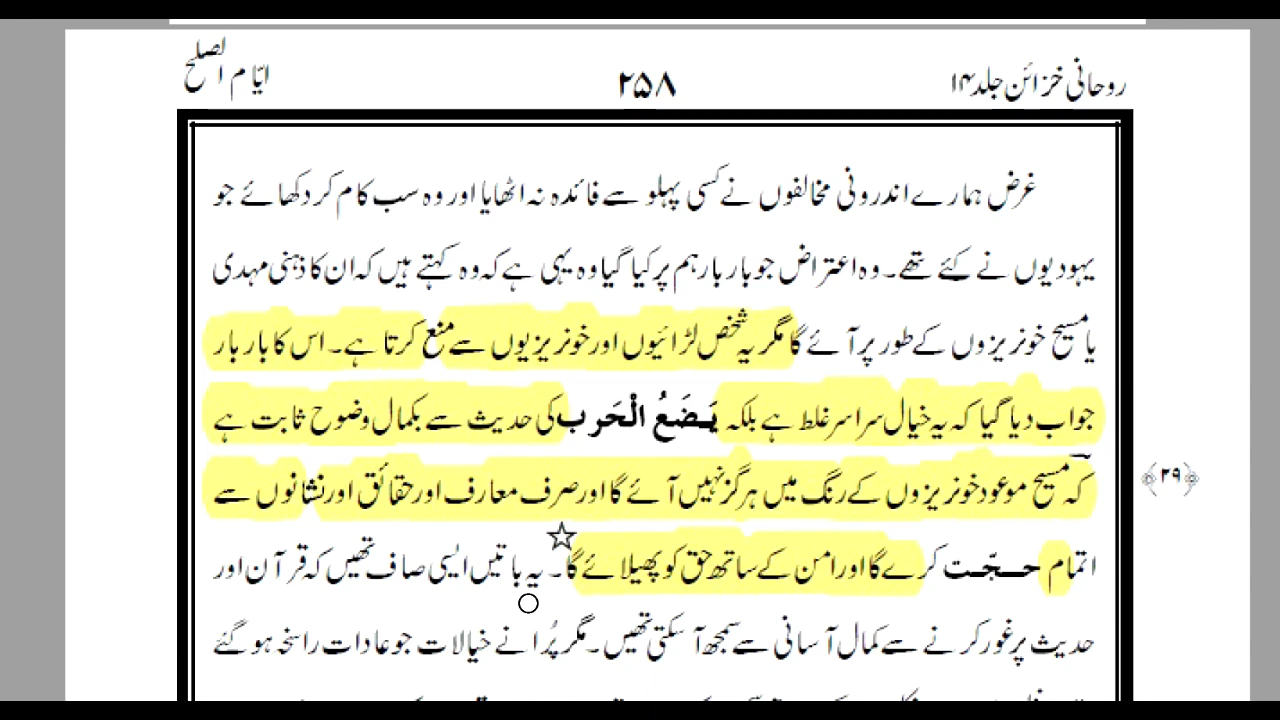 روحانی خزائن جلد۱۴ ۲۵۸ ایّام الصلح
غرض ہمارے اندرونی مخالفوں نے کسی پہلو سے فائدہ نہ اٹھایا اور وہ سب کام کر دکھائے جو
یہودیوں نے کئے تھے۔ وہ اعتراض جو بار بار ہم پر کیا گیا وہ یہی ہے کہ وہ کہتے ہیں کہ ان کا ذہنی مہدی
یا مسیح خونریزوں کے طور پر آئے گا مگر یہ شخص لڑائیوں اور خونریزیوں سے منع کرتا ہے۔ اس کا بار بار
جواب دیا گیا کہ یہ خیال سراسر غلط ہے بلکہ یَضَعُ الْحَرب کی حدیث سے بکمال وضوح ثابت ہے
کہ مسیح موعود خونریزوں کے رنگ میں ہرگز نہیں آئے گا اور صرف معارف اور حقائق اور نشانوں سے
﴿۲۹﴾
اتمام حجّت کرے گا اور امن کے ساتھ حق کو پھیلائے گا۔ یہ باتیں ایسی صاف تھیں کہ قرآن اور
حدیث پر غور کرنے سے کمال آسانی سے سمجھ آ سکتی تھیں۔ مگر پُرانے خیالات جو عادات راسخہ ہو گئے